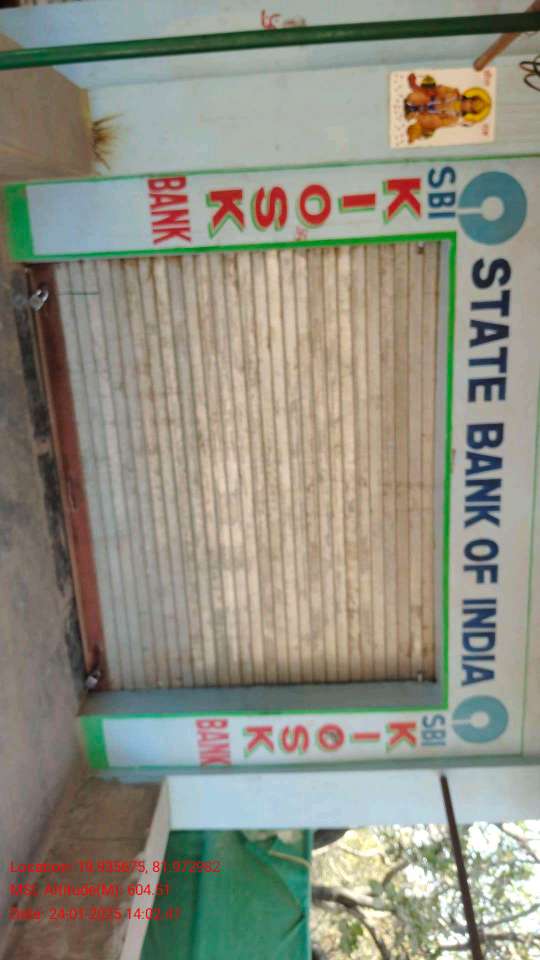 STATE BANK OF INDIA
SBI
KIOSK
BANK
SBI
KIOSK
BANK
Location: 19.935675, 81.972982
MSL Altitude(M): 604.51
Date: 24-01-2025 14:02:41